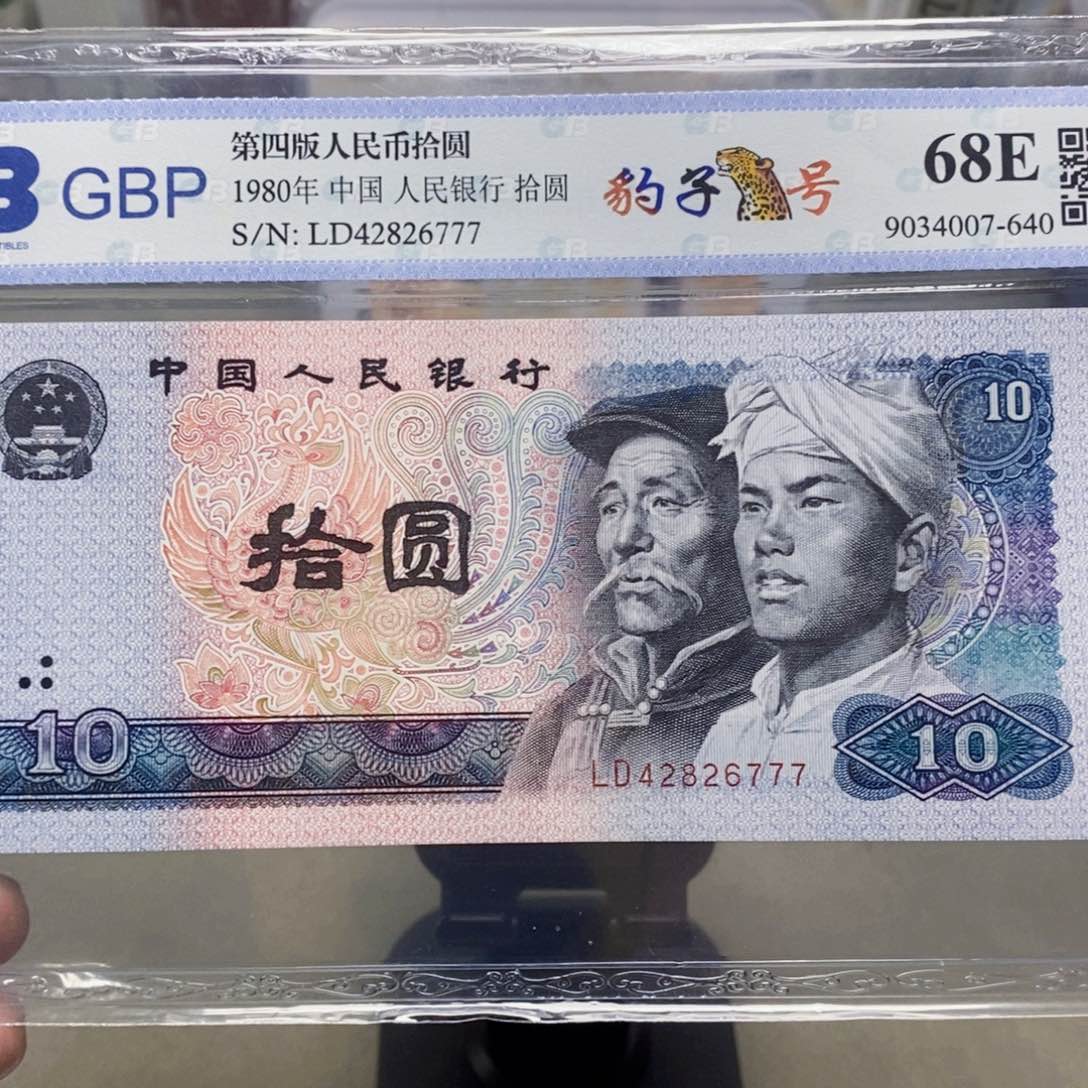 GBP
第四版人民币拾圆
1980年 中国 人民银行 拾圆
S/N: LD42826777
豹子号
68E
9034007-640
中国人民银行
10
拾圆
10
LD42826777
10